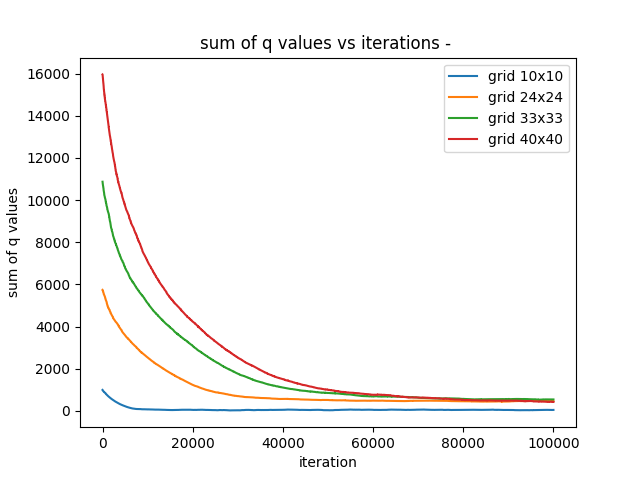 sum of q values vs iterations -
grid 10x10
grid 24x24
grid 33x33
grid 40x40
16000
14000
12000
10000
8000
6000
4000
2000
0
sum of q values
0 20000 40000 60000 80000 100000
iteration